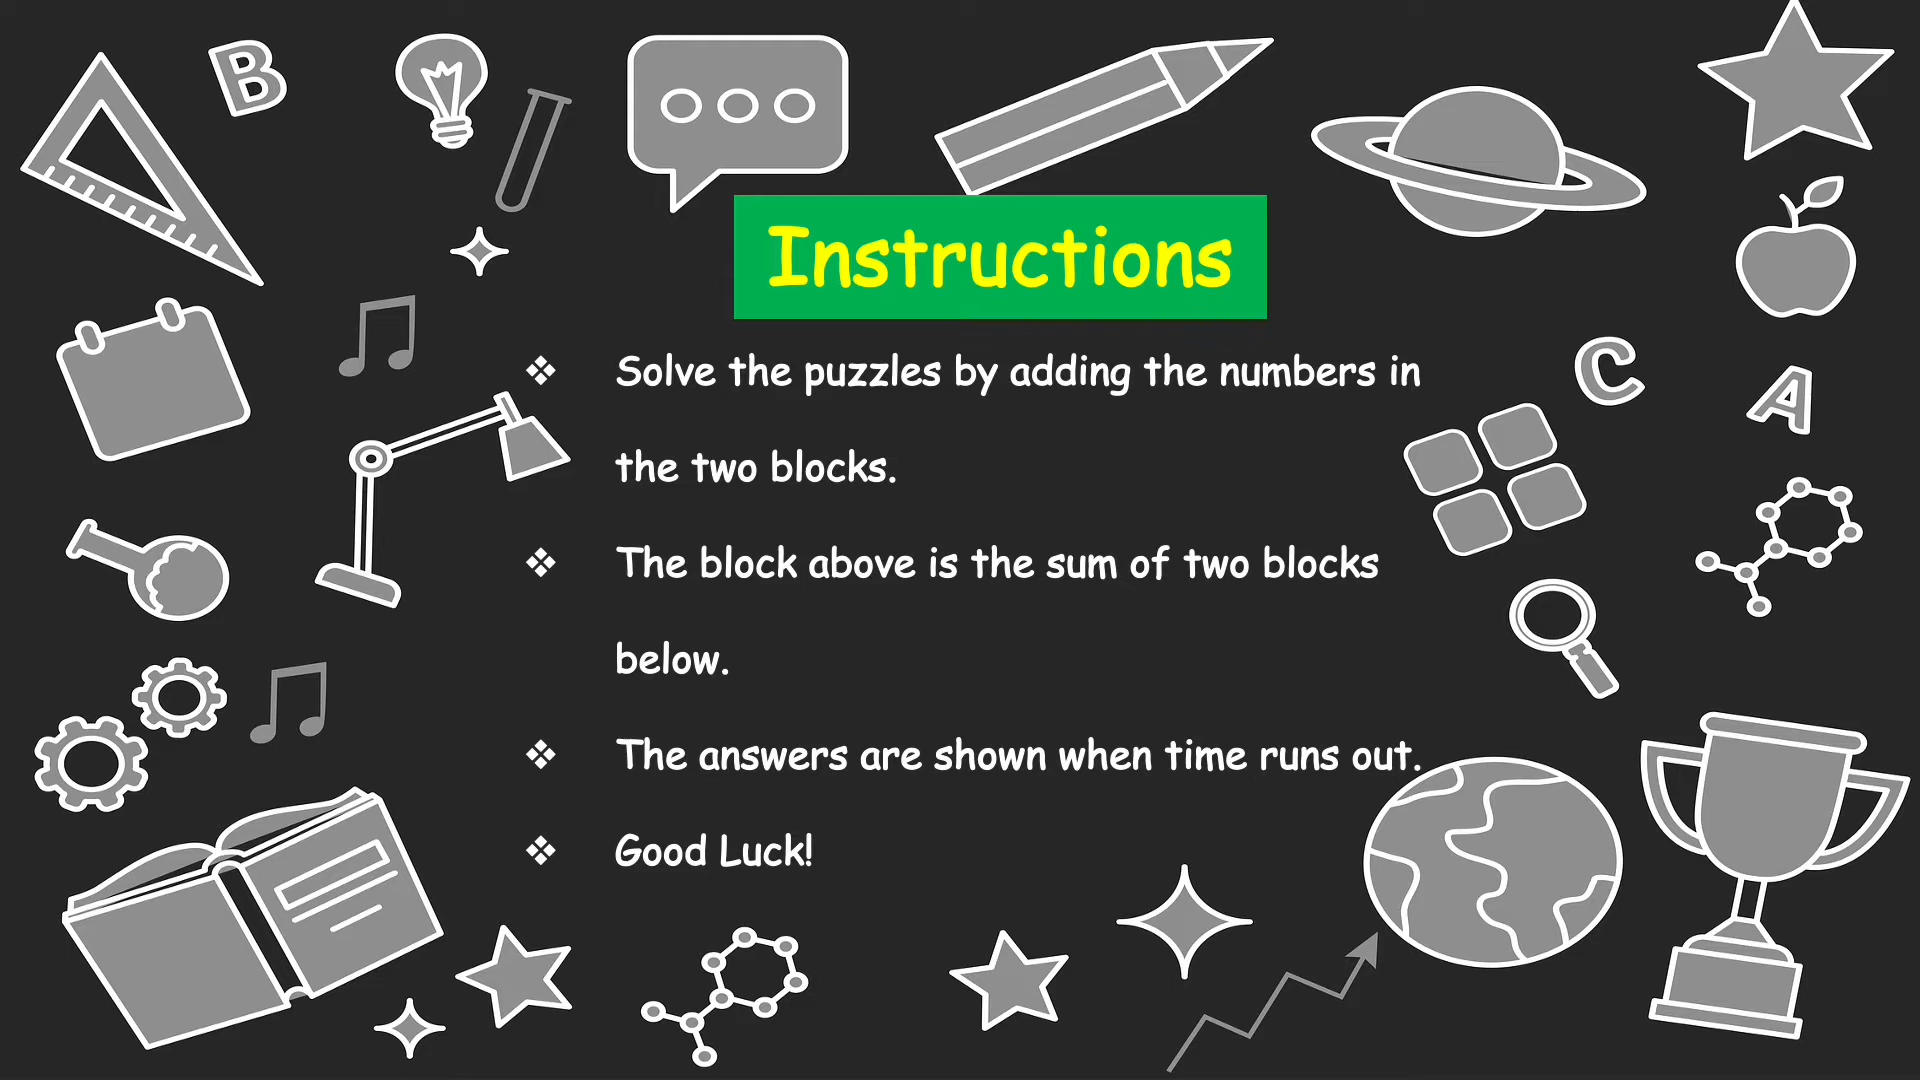 B
Instructions
❖ Solve the puzzles by adding the numbers in
the two blocks.
C
A
❖ The block above is the sum of two blocks
below.
❖ The answers are shown when time runs out.
❖ Good Luck!